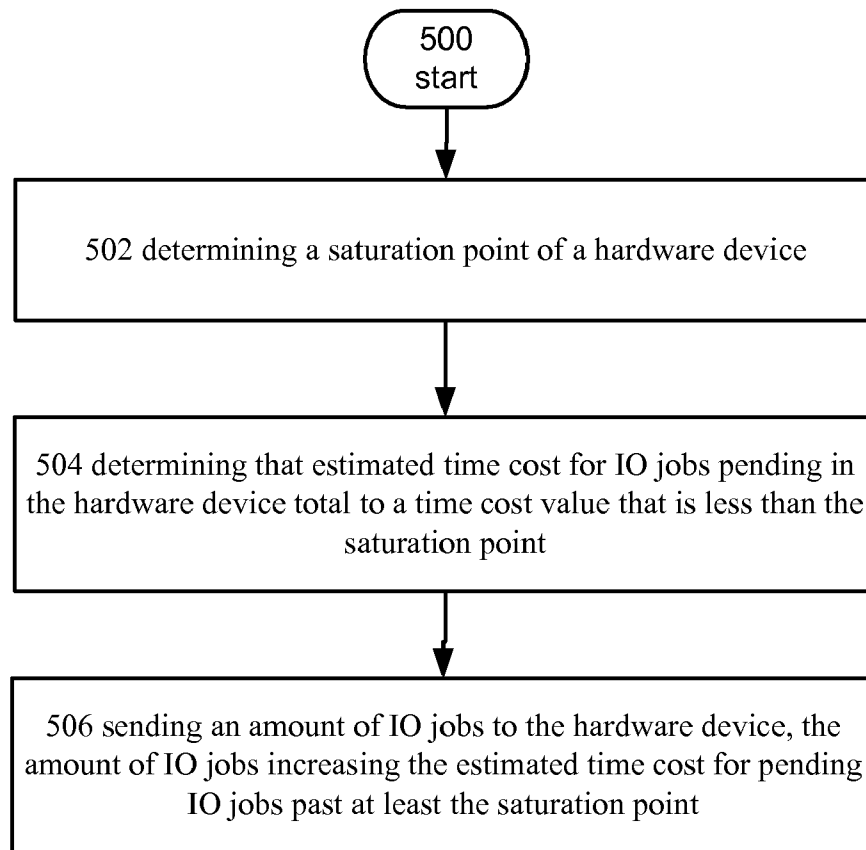 500
start
502 determining a saturation point of a hardware device
504 determining that estimated time cost for IO jobs pending in
the hardware device total to a time cost value that is less than the
saturation point
506 sending an amount of IO jobs to the hardware device, the
amount of IO jobs increasing the estimated time cost for pending
IO jobs past at least the saturation point